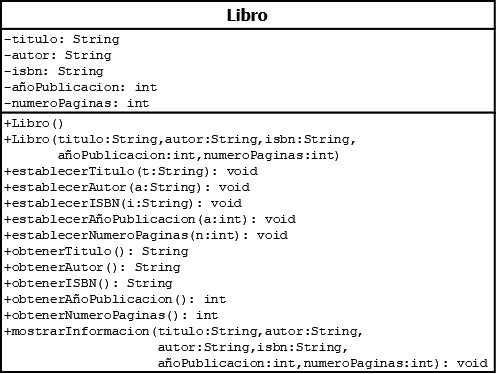 Libro
-titulo: String
-autor: String
-isbn: String
-añoPublicacion: int
-numeroPaginas: int
+Libro()
+Libro(titulo:String,autor:String,isbn:String,
añoPublicacion:int,numeroPaginas:int)
+establecerTitulo(t:String): void
+establecerAutor(a:String): void
+establecerISBN(i:String): void
+establecerAñoPublicacion(a:int): void
+establecerNumeroPaginas(n:int): void
+obtenerTitulo(): String
+obtenerAutor(): String
+obtenerISBN(): String
+obtenerAñoPublicacion(): int
+obtenerNumeroPaginas(): int
+mostrarInformacion(titulo:String,autor:String,
autor:String,isbn:String,
añoPublicacion:int,numeroPaginas:int): void